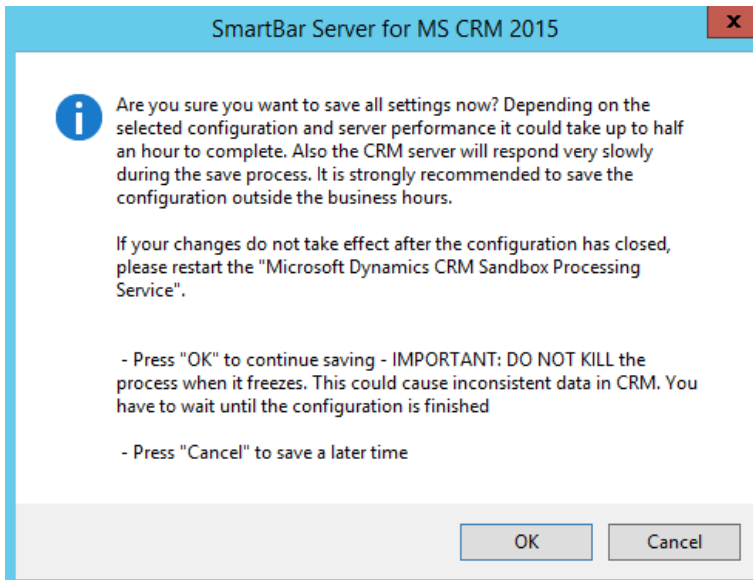 SmartBar Server for MS CRM 2015
x
i
Are you sure you want to save all settings now? Depending on the
selected configuration and server performance it could take up to half
an hour to complete. Also the CRM server will respond very slowly
during the save process. It is strongly recommended to save the
configuration outside the business hours.
If your changes do not take effect after the configuration has closed,
please restart the "Microsoft Dynamics CRM Sandbox Processing
Service".
- Press "OK" to continue saving - IMPORTANT: DO NOT KILL the
process when it freezes. This could cause inconsistent data in CRM. You
have to wait until the configuration is finished
- Press "Cancel" to save a later time
OK Cancel